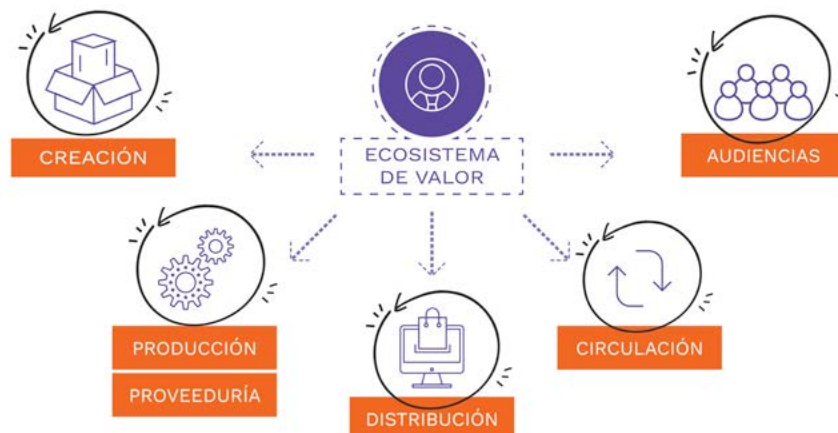 ECOSISTEMA
DE VALOR
CREACIÓN
AUDIENCIAS
PRODUCCIÓN
PROVEEDURÍA
DISTRIBUCIÓN
CIRCULACIÓN